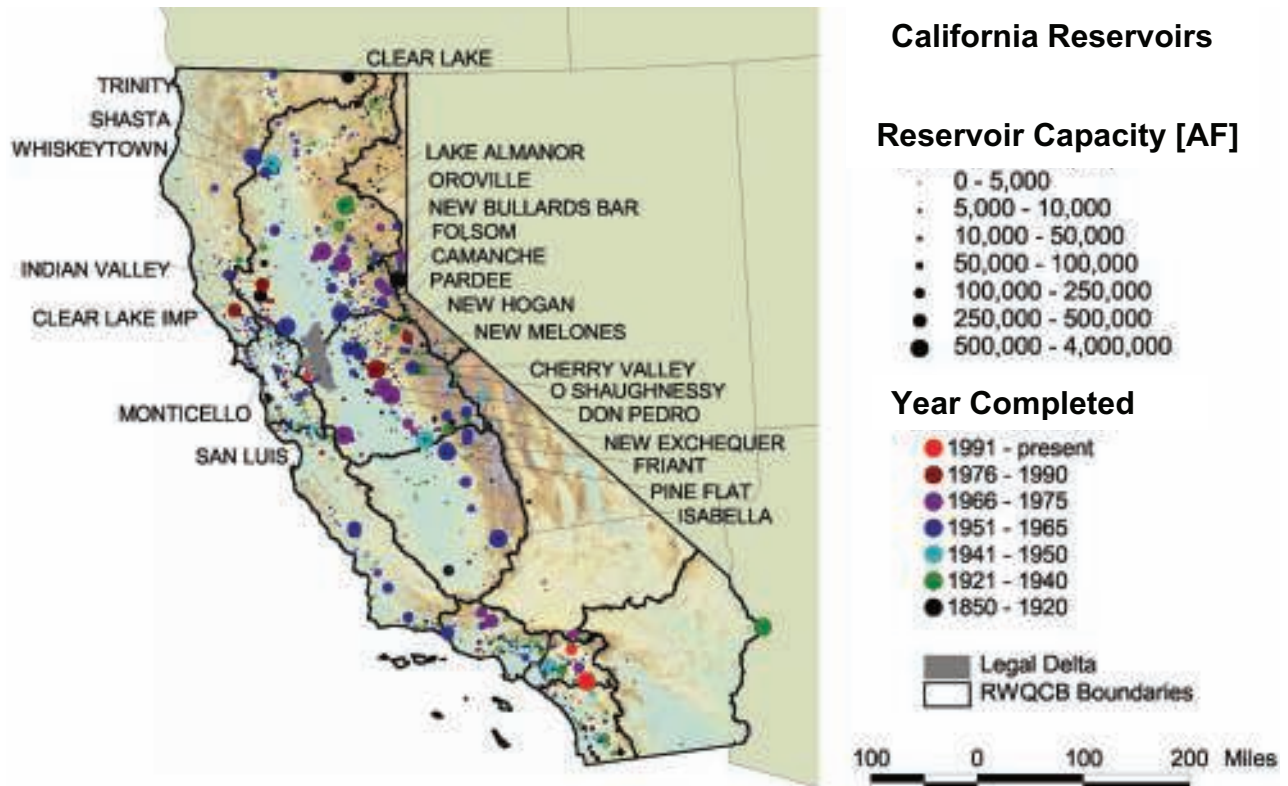 CLEAR LAKE
TRINITY
SHASTA
WHISKEYTOWN
LAKE ALMANOR
OROVILLE
NEW BULLARDS BAR
FOLSOM
CAMANCHE
PARDEE
NEW HOGAN
NEW MELONES
INDIAN VALLEY
CLEAR LAKE IMP
CHERRY VALLEY
O SHAUGHNESSY
DON PEDRO
MONTICELLO
SAN LUIS
NEW EXCHEQUER
FRIANT
PINE FLAT
ISABELLA
California Reservoirs
Reservoir Capacity [AF]
0 - 5,000
5,000 - 10,000
10,000 - 50,000
50,000 - 100,000
100,000 - 250,000
250,000 - 500,000
500,000 - 4,000,000
Year Completed
1991 - present
1976 - 1990
1966 - 1975
1951 - 1965
1941 - 1950
1921 - 1940
1850 - 1920
Legal Delta
RWQCB Boundaries
100 0 100 200 Miles